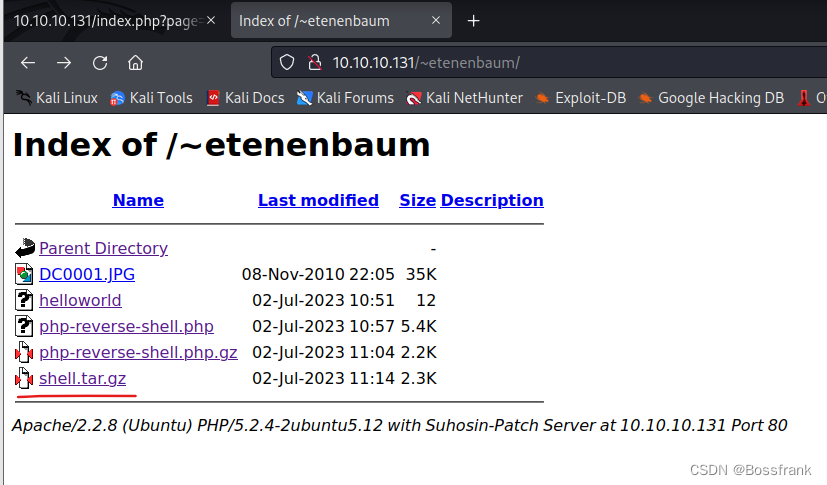 10.10.10.131/index.php?page=
Index of /~etenenbaum
10.10.10.131/~etenenbaum/
Kali Linux Kali Tools Kali Docs Kali Forums Kali NetHunter Exploit-DB Google Hacking DB O
Index of /~etenenbaum
Name Last modified Size Description
Parent Directory -
DC0001.JPG 08-Nov-2010 22:05 35K
helloworld 02-Jul-2023 10:51 12
php-reverse-shell.php 02-Jul-2023 10:57 5.4K
php-reverse-shell.php.gz 02-Jul-2023 11:04 2.2K
shell.tar.gz 02-Jul-2023 11:14 2.3K
Apache/2.2.8 (Ubuntu) PHP/5.2.4-2ubuntu5.12 with Suhosin-Patch Server at 10.10.10.131 Port 80
CSDN @Bossfrank